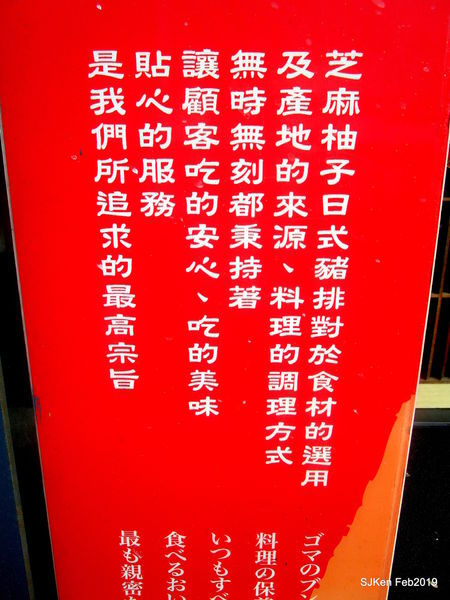 芝麻柚子日式豬排對於食材的選用
及產地的來源、料理的調理方式
無時無刻都秉持著
讓顧客吃的安心、吃的美味
貼心的服務
是我們所追求的最高宗旨
ゴマのブ
料理の保
いつもすべ
食べるおい
最も親密
SJKen Feb2019